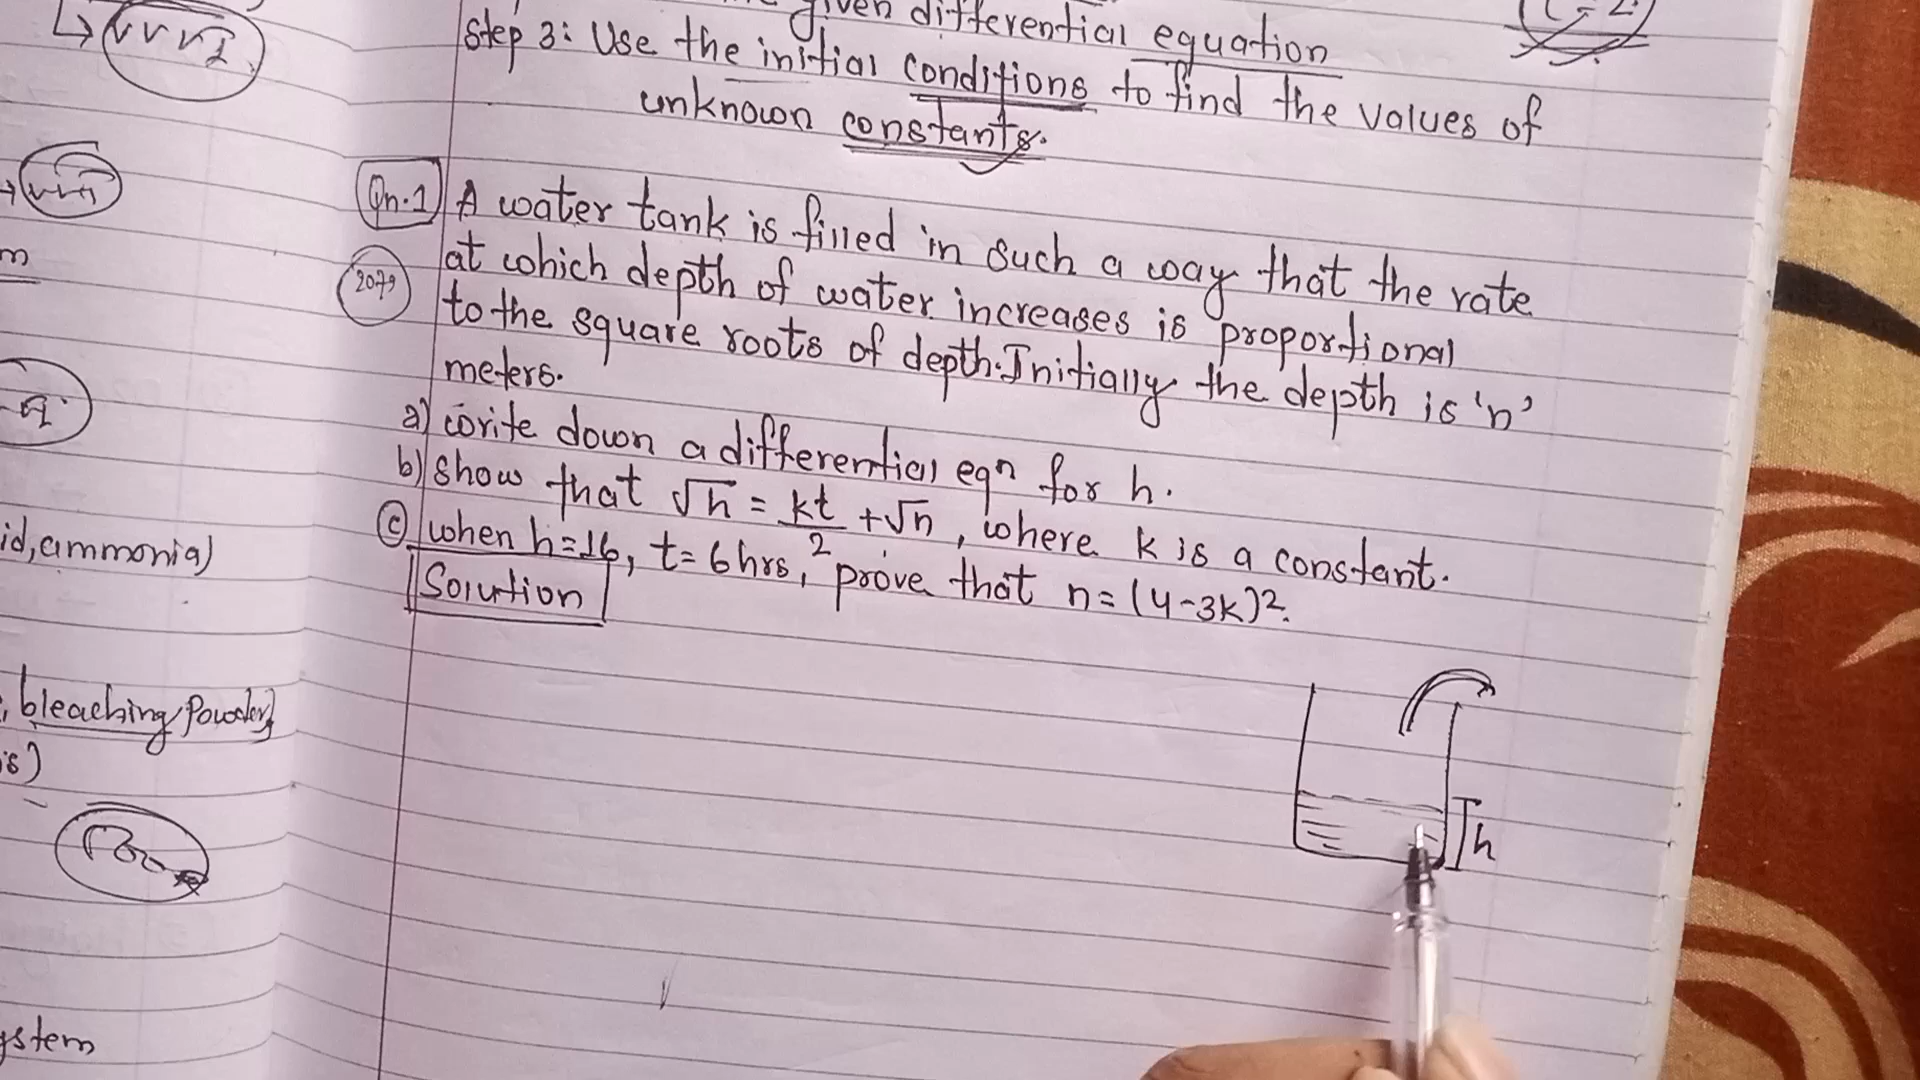 given differential equation
Step 3: Use the initial conditions to find the values of
unknown constants.
Qn.1 A water tank is filled in such a way that the rate
2079 at which depth of water increases is proportional
to the square roots of depth. Initially the depth is 'n'
meters.
a) write down a differential eqn for h.
b) show that √h = kt/2 + √n, where k is a constant.
c) when h=16, t=6hrs, prove that n=(4-3k)2.
Solution
h
id, ammonia)
, bleaching Powder)
is)
ystem